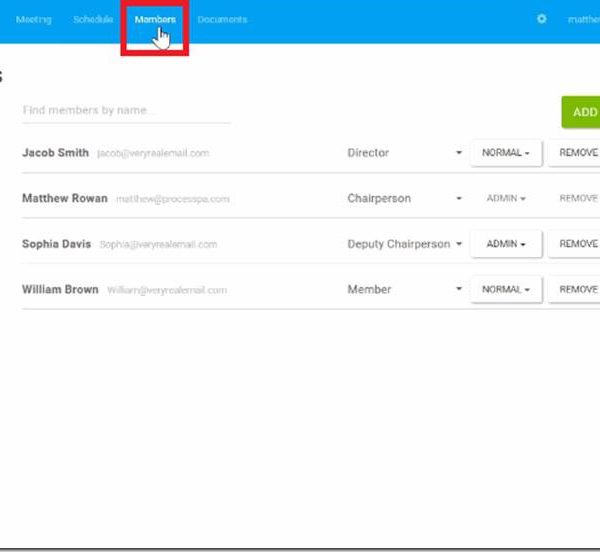 Meeting Schedule Members Documents matthe
s
Find members by name...
ADD
Jacob Smith jacob@veryrealemail.com Director NORMAL REMOVE
Matthew Rowan matthew@processpa.com Chairperson ADMIN REMOVE
Sophia Davis Sophia@veryrealemail.com Deputy Chairperson ADMIN REMOVE
William Brown William@veryrealemail.com Member NORMAL REMOVE